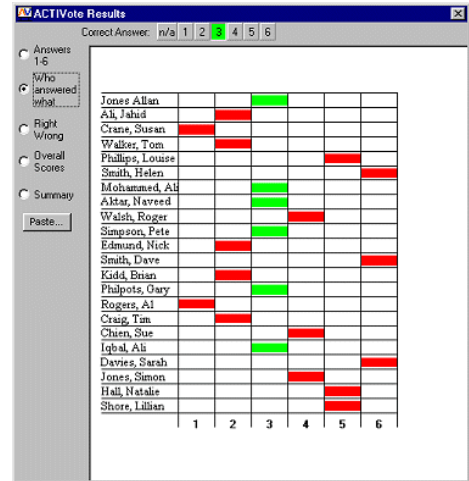 ACTIVote Results
Correct Answer: n/a 1 2 3 4 5 6
Answers
1-6
Who
answered
what
Right
Wrong
Overall
Scores
Summary
Paste...
Jones Allan
Ali, Jahid
Crane, Susan
Walker, Tom
Phillips, Louise
Smith, Helen
Mohammed, Ali
Aktar, Naveed
Walsh, Roger
Simpson, Pete
Edmund, Nick
Smith, Dave
Kidd, Brian
Philpots, Gary
Rogers, Al
Craig, Tim
Chien, Sue
Iqbal, Ali
Davies, Sarah
Jones, Simon
Hall, Natalie
Shore, Lillian
1 2 3 4 5 6